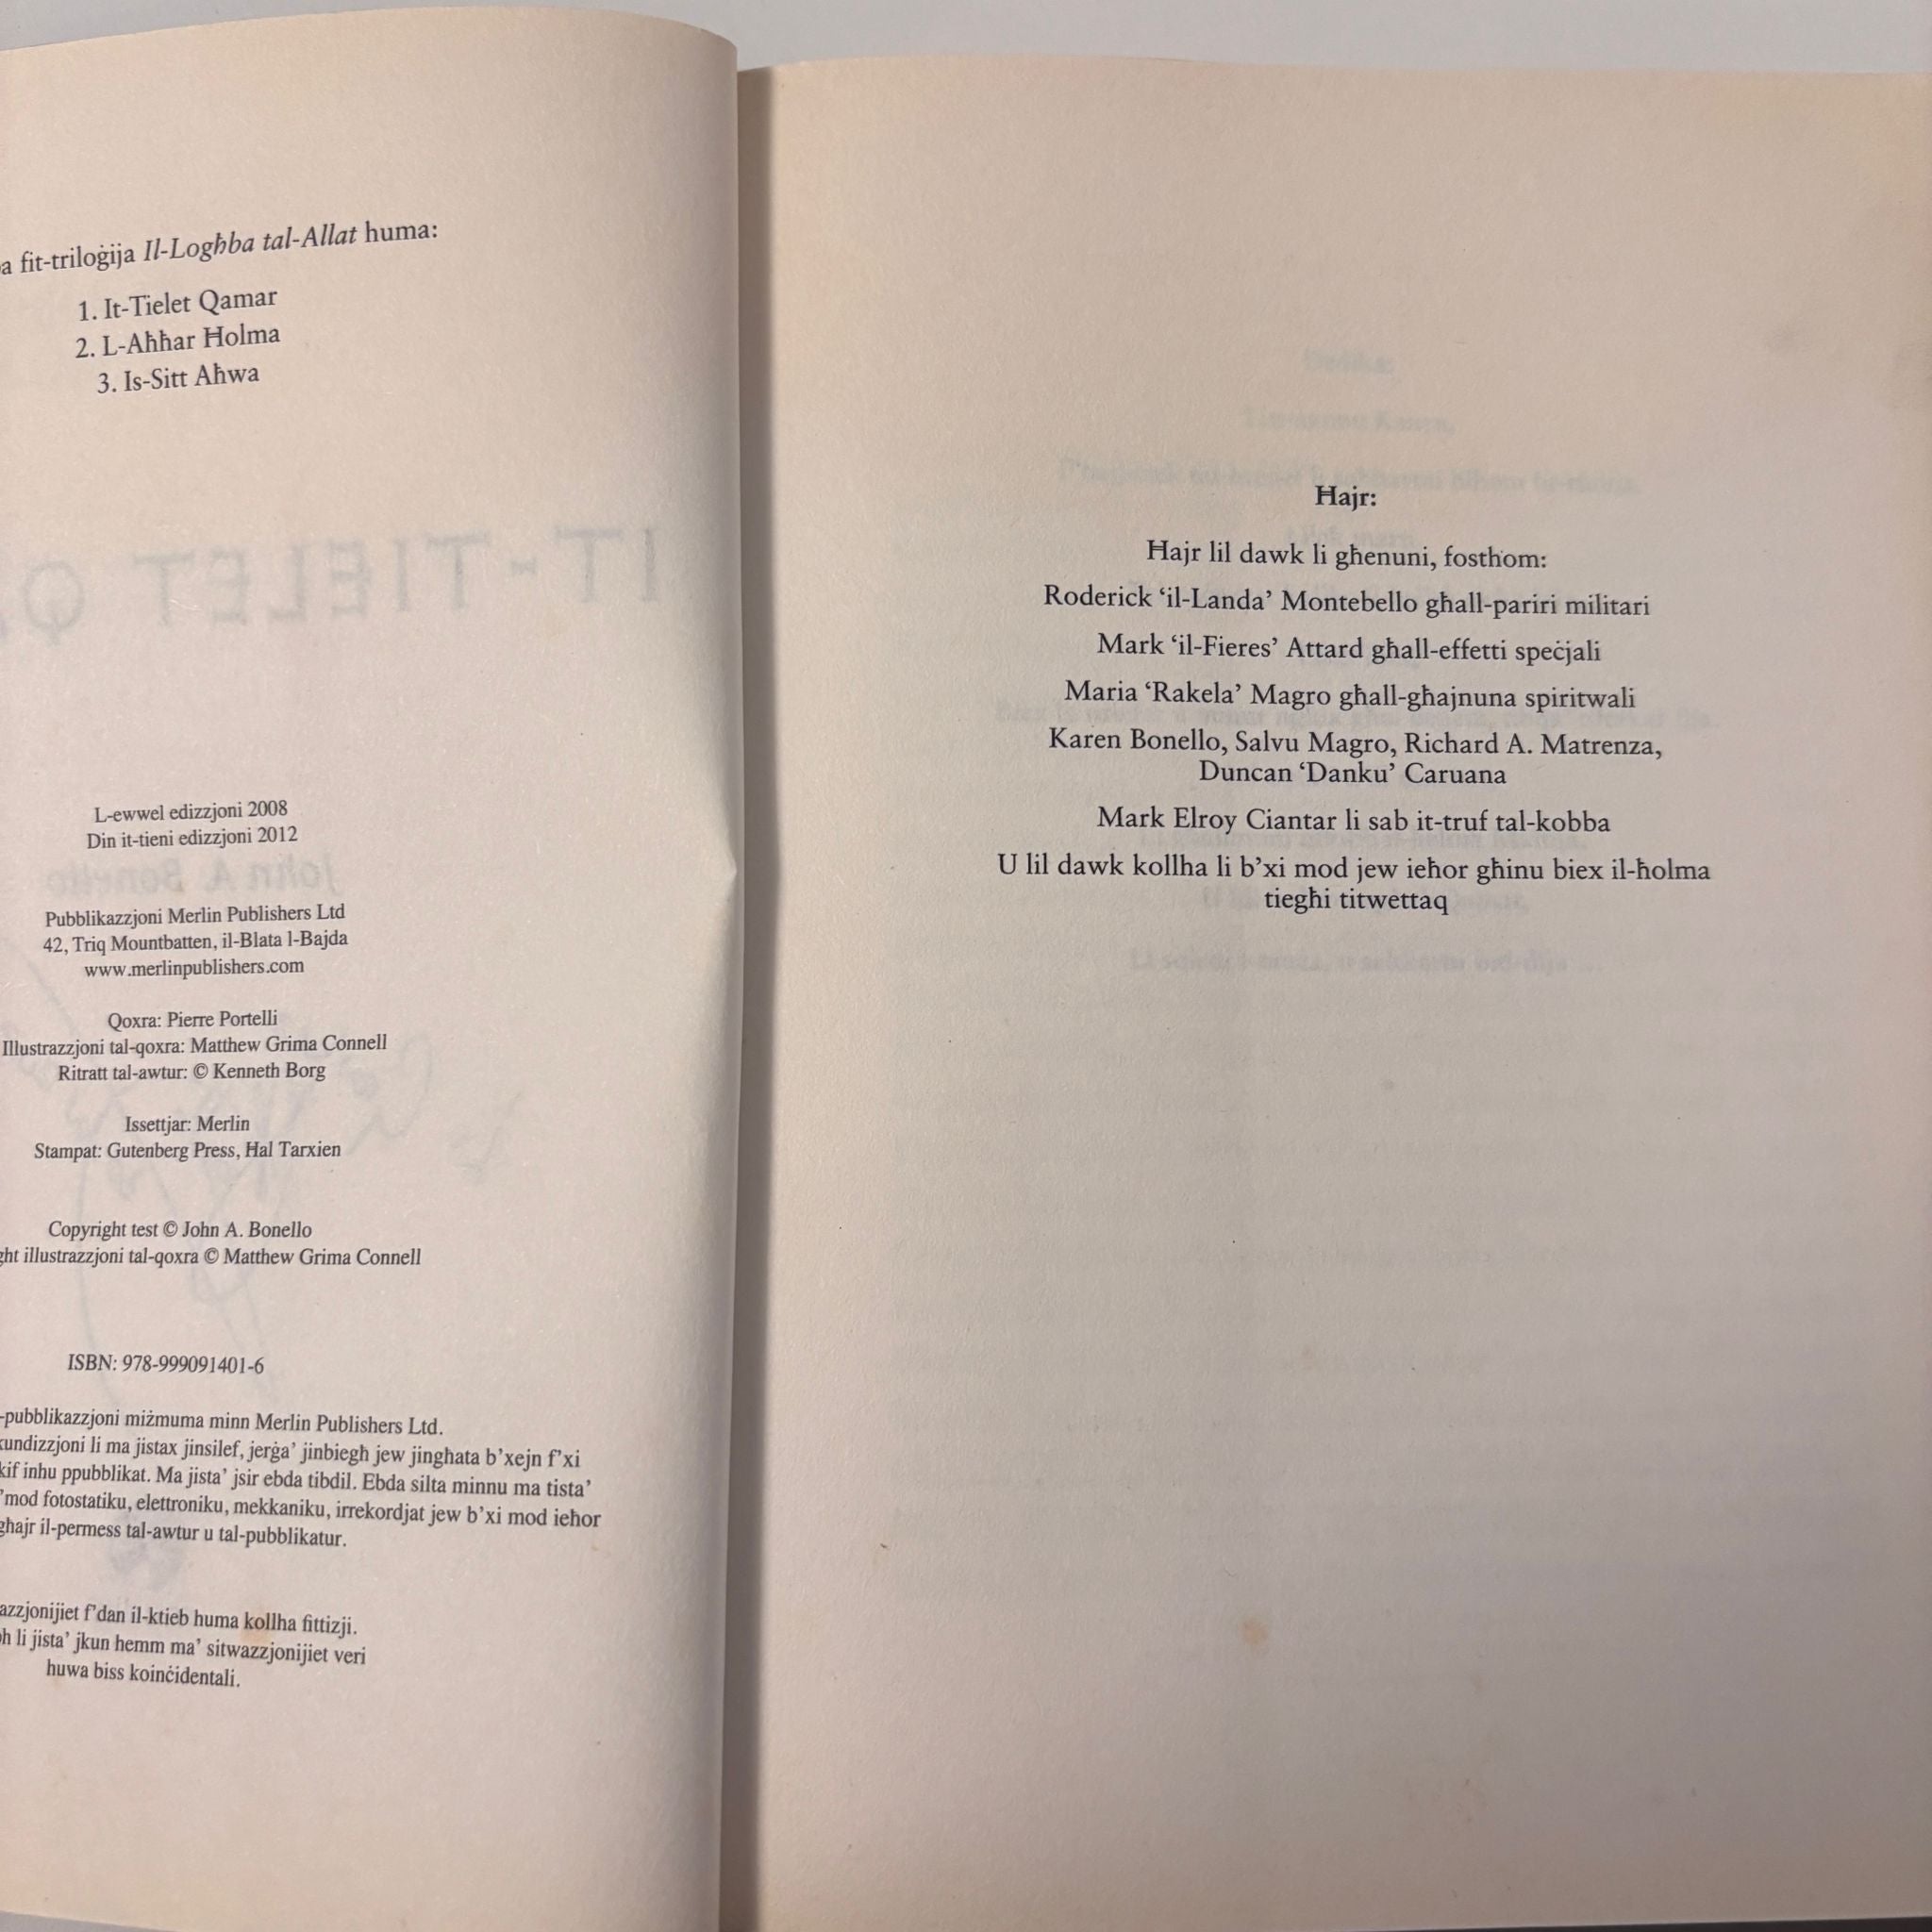 fit-triloġija Il-Logħba tal-Allat huma:
1. It-Tielet Qamar
2. L-Aħħar Ħolma
3. Is-Sitt Aħwa
L-ewwel edizzjoni 2008
Din it-tieni edizzjoni 2012
Pubblikazzjoni Merlin Publishers Ltd
42, Triq Mountbatten, il-Blata l-Bajda
www.merlinpublishers.com
Qoxra: Pierre Portelli
Illustrazzjoni tal-qoxra: Matthew Grima Connell
Ritratt tal-awtur: © Kenneth Borg
Issettjar: Merlin
Stampat: Gutenberg Press, Ħal Tarxien
Copyright test © John A. Bonello
illustrazzjoni tal-qoxra © Matthew Grima Connell
ISBN: 978-999091401-6
-pubblikazzjoni miżmuma minn Merlin Publishers Ltd.
kundizzjoni li ma jistax jinsilef, jerġa' jinbiegħ jew jingħata b'xejn f'xi
kif inhu ppubblikat. Ma jista' jsir ebda tibdil. Ebda silta minnu ma tista'
'mod fotostatiku, elettroniku, mekkaniku, irrekordjat jew b'xi mod ieħor
għajr il-permess tal-awtur u tal-pubblikatur.
f'dan il-ktieb huma kollha fittizji.
li jista' jkun hemm ma' sitwazzjonijiet veri
huwa biss koinċidentali.
Ħajr:
Ħajr lil dawk li għenuni, fosthom:
Roderick ‘il-Landa’ Montebello għall-pariri militari
Mark ‘il-Fieres’ Attard għall-effetti speċjali
Maria ‘Rakela’ Magro għall-għajnuna spiritwali
Karen Bonello, Salvu Magro, Richard A. Matrenza,
Duncan ‘Danku’ Caruana
Mark Elroy Ciantar li sab it-truf tal-kobba
U lil dawk kollha li b’xi mod jew ieħor għinu biex il-ħolma
tiegħi titwettaq